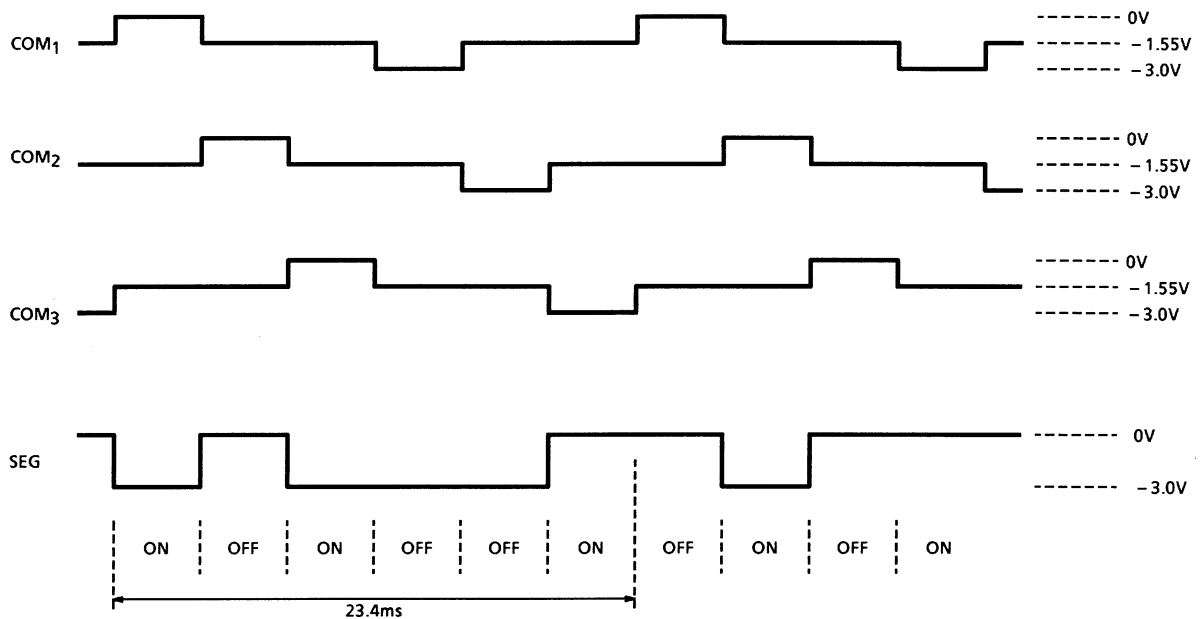 COM1
0V
−1.55V
−3.0V
COM2
0V
−1.55V
−3.0V
COM3
0V
−1.55V
−3.0V
SEG
0V
−3.0V
ON OFF ON OFF OFF ON OFF ON OFF ON
23.4ms